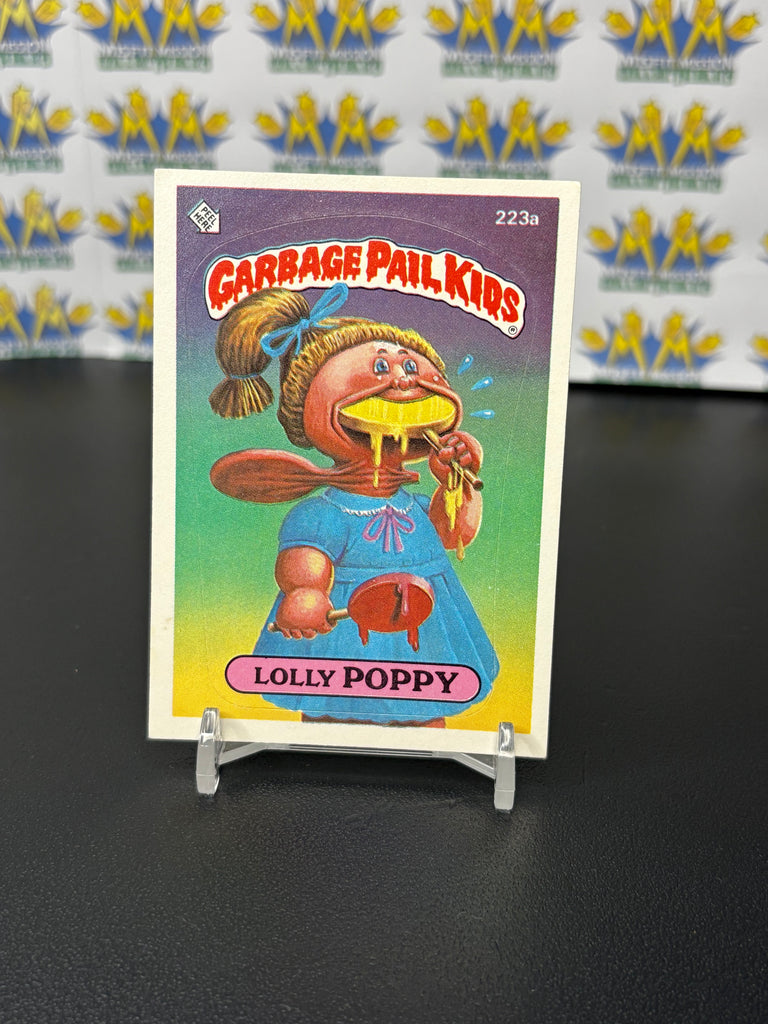 PEEL
HERE
223a
GARBAGE PAIL KIDS
®
LOLLY POPPY